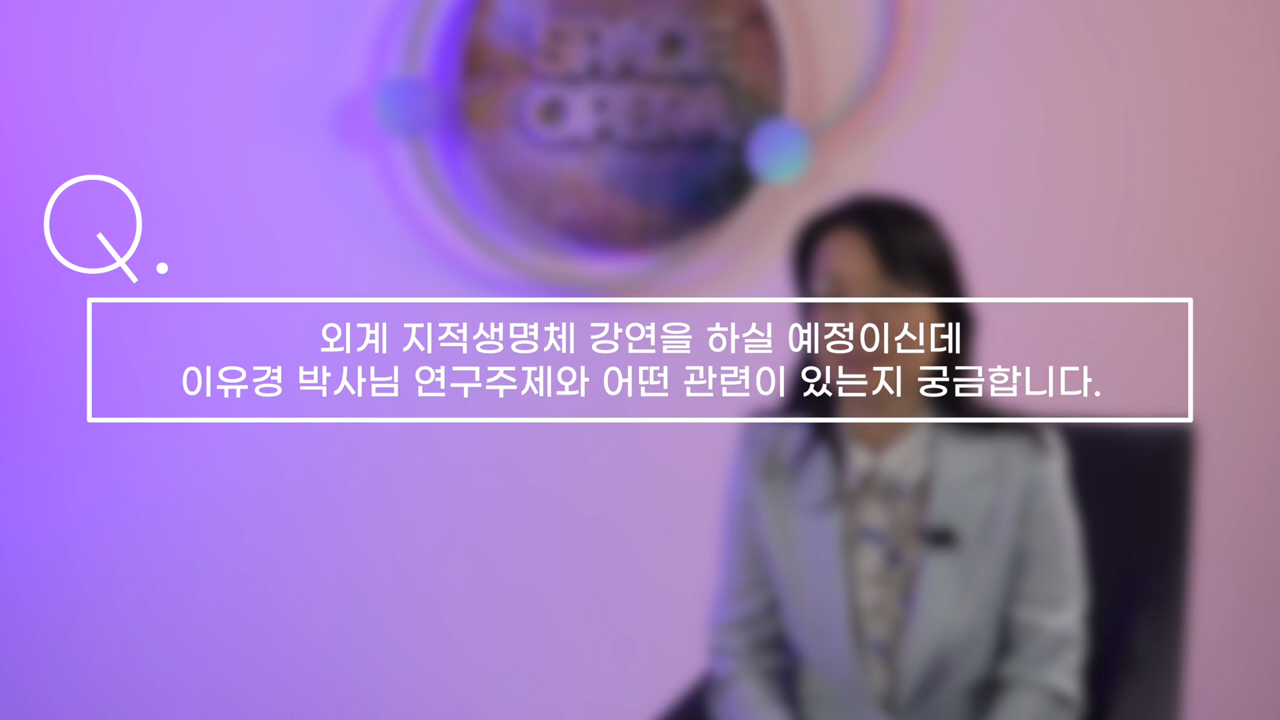 SPACE
OPERA
Q.
외계 지적생명체 강연을 하실 예정이신데
이유경 박사님 연구주제와 어떤 관련이 있는지 궁금합니다.